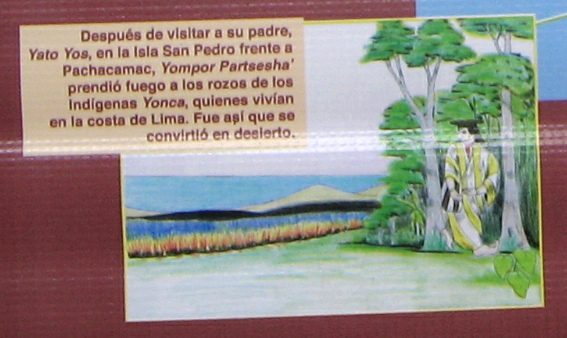 Después de visitar a su padre,
Yato Yos, en la Isla San Pedro frente a
Pachacamac, Yompor Partsesha'
prendió fuego a los rozos de los
indígenas Yonca, quienes vivían
en la costa de Lima. Fue así que se
convirtió en desierto.